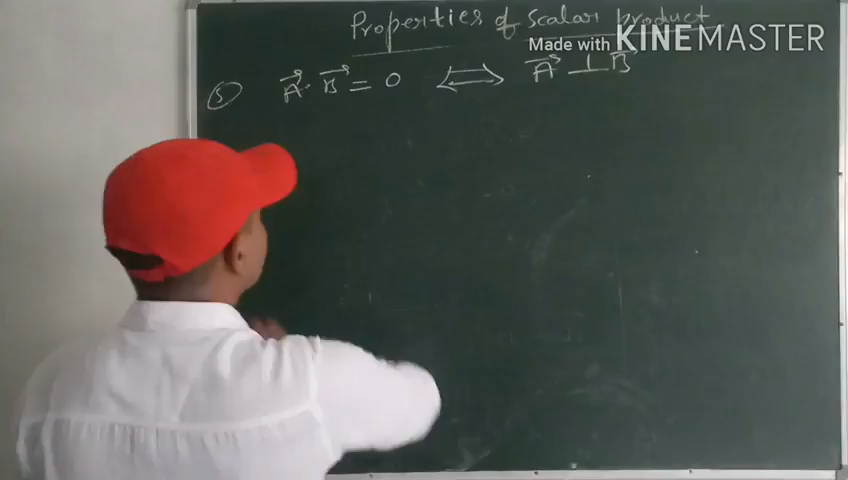 Properties of scalar product
Made with KINEMASTER
⑤ A⃗ · B⃗ = 0 ⟺ A⃗ ⊥ B⃗